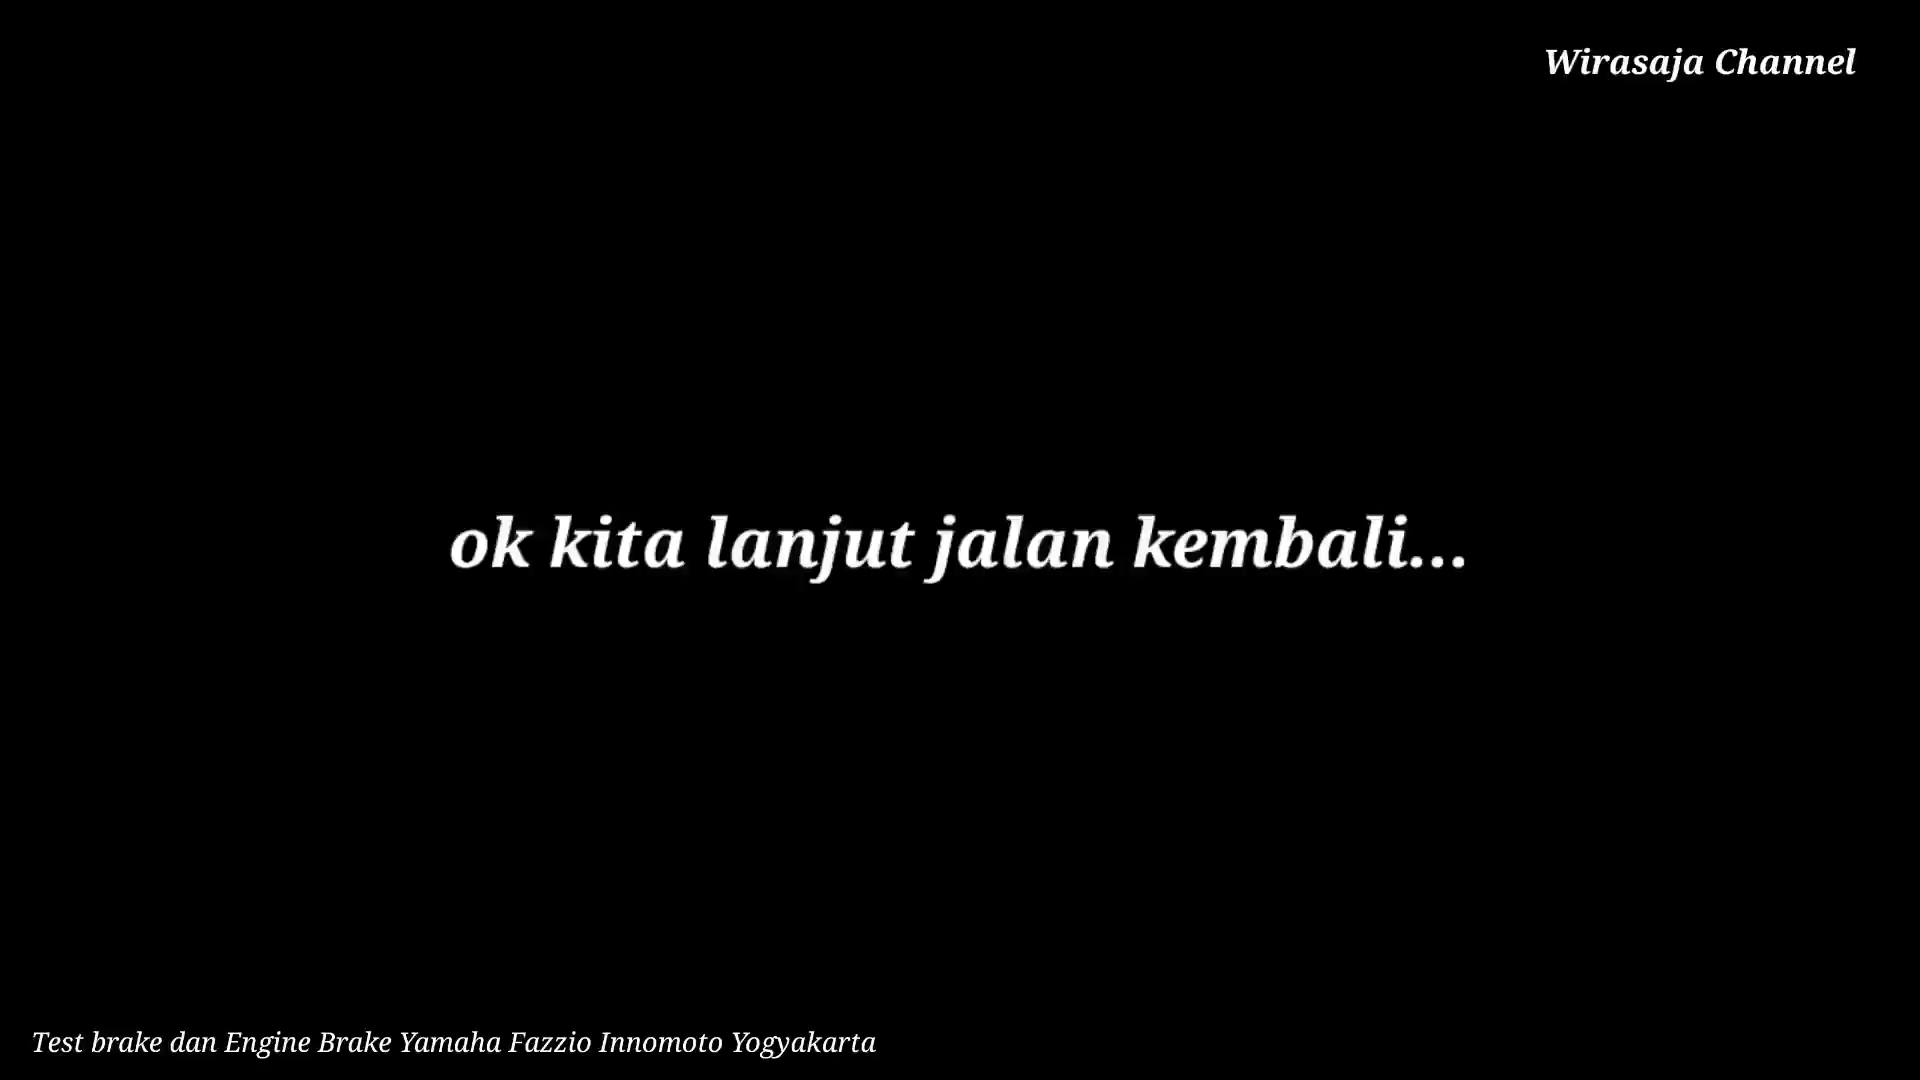 Wirasaja Channel
ok kita lanjut jalan kembali...
Test brake dan Engine Brake Yamaha Fazzio Innomoto Yogyakarta